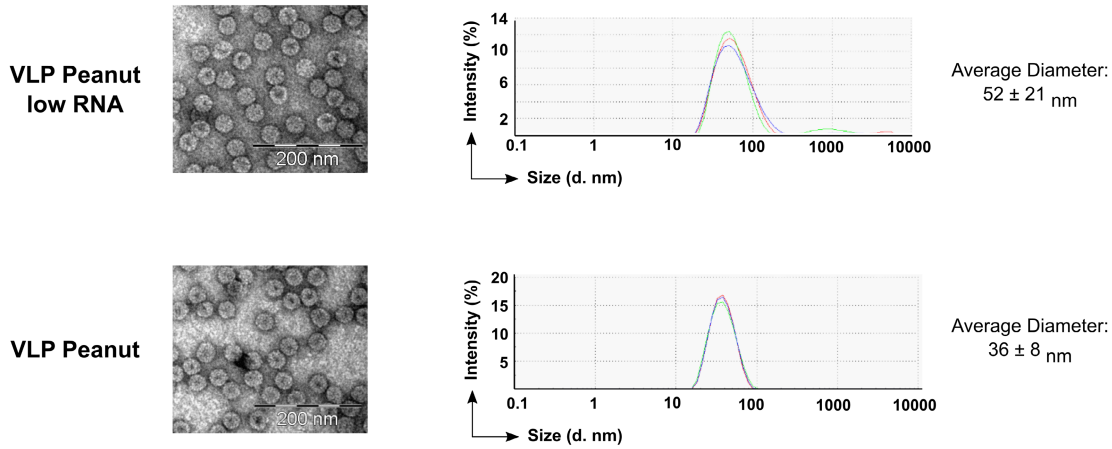 VLP Peanut
low RNA
200 nm
Intensity (%)
14
10
6
2
0.1 1 10 100 1000 10000
Size (d. nm)
Average Diameter:
52 ± 21 nm
VLP Peanut
200 nm
Intensity (%)
20
15
10
5
0.1 1 10 100 1000 10000
Size (d. nm)
Average Diameter:
36 ± 8 nm